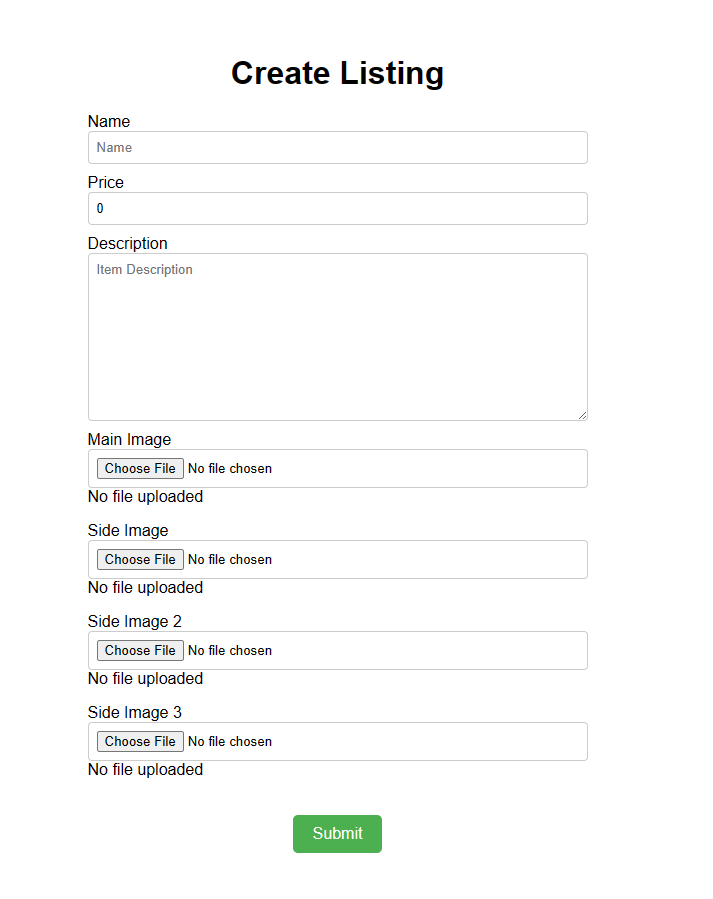 Create Listing
Name
Name
Price
0
Description
Item Description
Main Image
Choose File No file chosen
No file uploaded
Side Image
Choose File No file chosen
No file uploaded
Side Image 2
Choose File No file chosen
No file uploaded
Side Image 3
Choose File No file chosen
No file uploaded
Submit